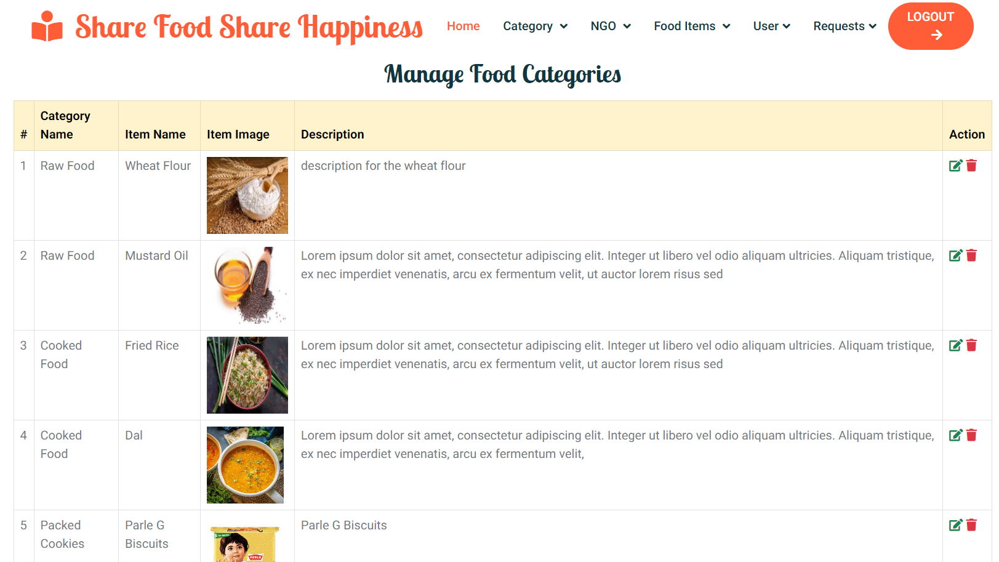 Share Food Share Happiness
Home Category NGO Food Items User Requests LOGOUT
Manage Food Categories
# Category Name Item Name Item Image Description Action
1 Raw Food Wheat Flour description for the wheat flour
2 Raw Food Mustard Oil Lorem ipsum dolor sit amet, consectetur adipiscing elit. Integer ut libero vel odio aliquam ultricies. Aliquam tristique,
ex nec imperdiet venenatis, arcu ex fermentum velit, ut auctor lorem risus sed
3 Cooked Food Fried Rice Lorem ipsum dolor sit amet, consectetur adipiscing elit. Integer ut libero vel odio aliquam ultricies. Aliquam tristique,
ex nec imperdiet venenatis, arcu ex fermentum velit, ut auctor lorem risus sed
4 Cooked Food Dal Lorem ipsum dolor sit amet, consectetur adipiscing elit. Integer ut libero vel odio aliquam ultricies. Aliquam tristique,
ex nec imperdiet venenatis, arcu ex fermentum velit,
5 Packed Cookies Parle G Biscuits Parle G Biscuits
PARLE